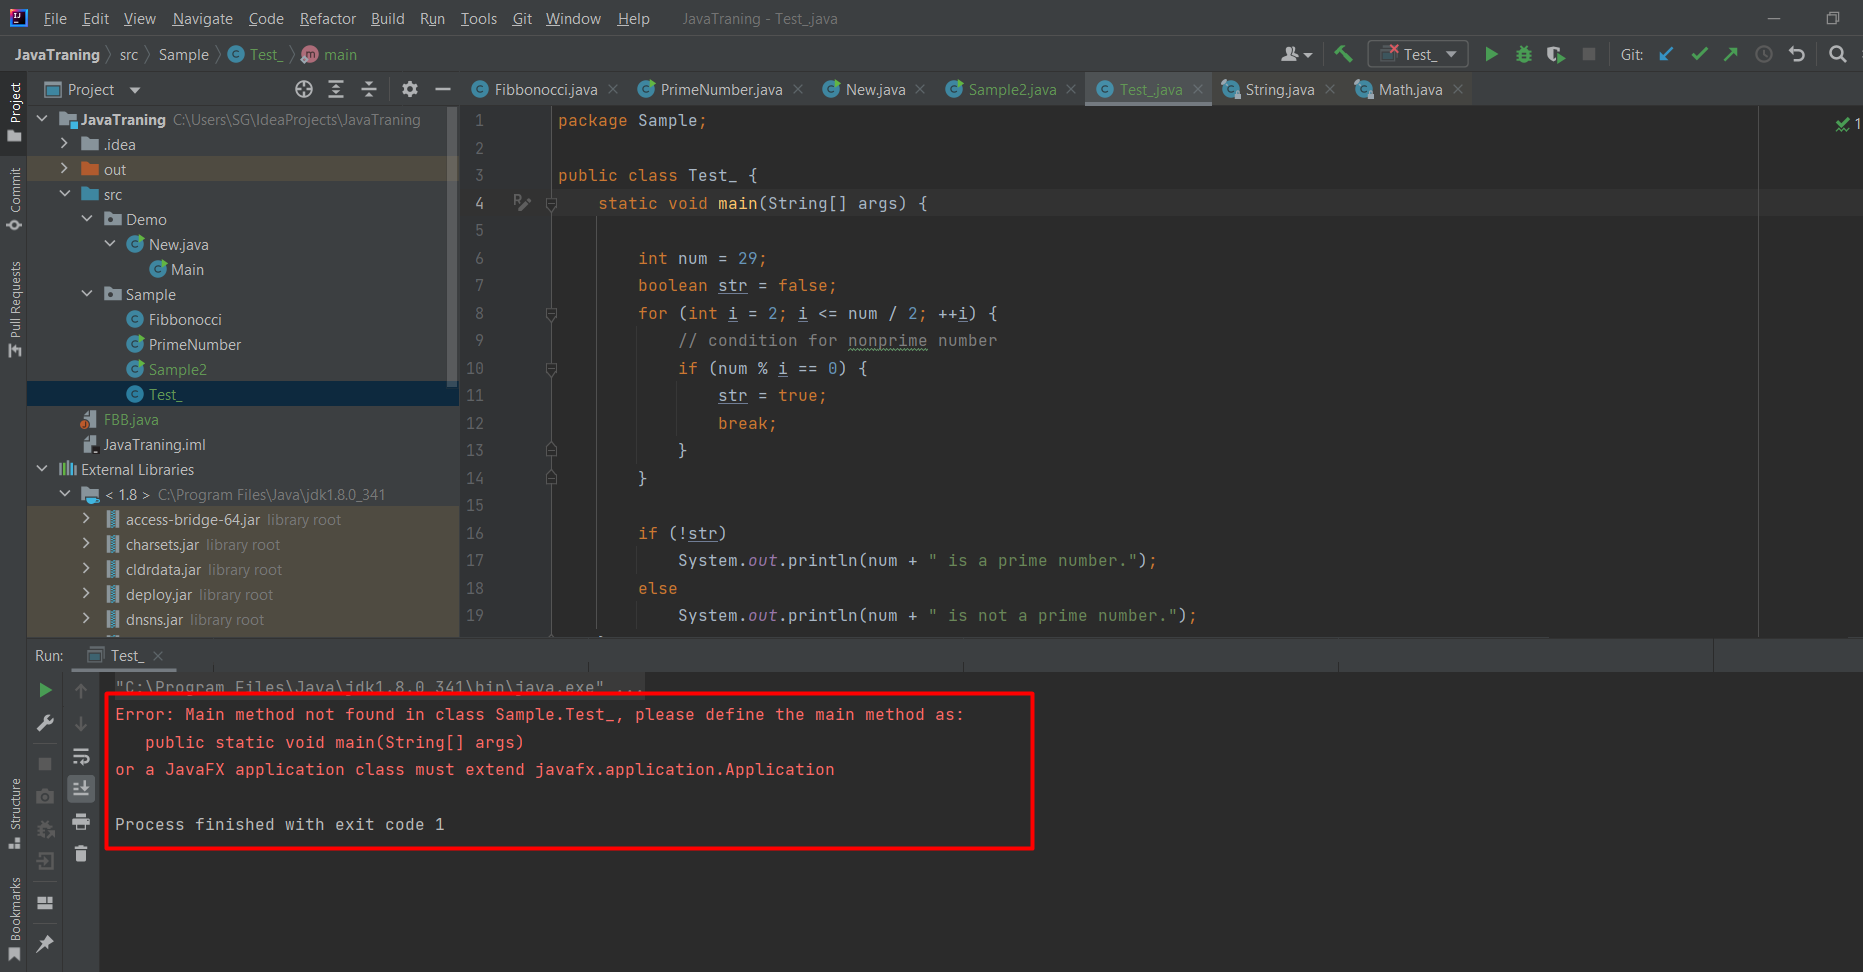 File Edit View Navigate Code Refactor Build Run Tools Git Window Help JavaTraning - Test_.java
JavaTraning src Sample Test_ main
Test_ Git:
Project
Fibbonocci.java PrimeNumber.java New.java Sample2.java Test_.java String.java Math.java
JavaTraning C:\Users\SG\IdeaProjects\JavaTraning
.idea
out
src
Demo
New.java
Main
Sample
Fibbonocci
PrimeNumber
Sample2
Test_
FBB.java
JavaTraning.iml
External Libraries
< 1.8 > C:\Program Files\Java\jdk1.8.0_341
access-bridge-64.jar library root
charsets.jar library root
cldrdata.jar library root
deploy.jar library root
dnsns.jar library root
Project
Commit
Pull Requests
Structure
Bookmarks
1 package Sample;
2
3 public class Test_ {
4 static void main(String[] args) {
5
6 int num = 29;
7 boolean str = false;
8 for (int i = 2; i <= num / 2; ++i) {
9 // condition for nonprime number
10 if (num % i == 0) {
11 str = true;
12 break;
13 }
14 }
15
16 if (!str)
17 System.out.println(num + " is a prime number.");
18 else
19 System.out.println(num + " is not a prime number.");
1
Run: Test_
"C:\Program Files\Java\jdk1.8.0_341\bin\java.exe" ...
Error: Main method not found in class Sample.Test_, please define the main method as:
public static void main(String[] args)
or a JavaFX application class must extend javafx.application.Application
Process finished with exit code 1